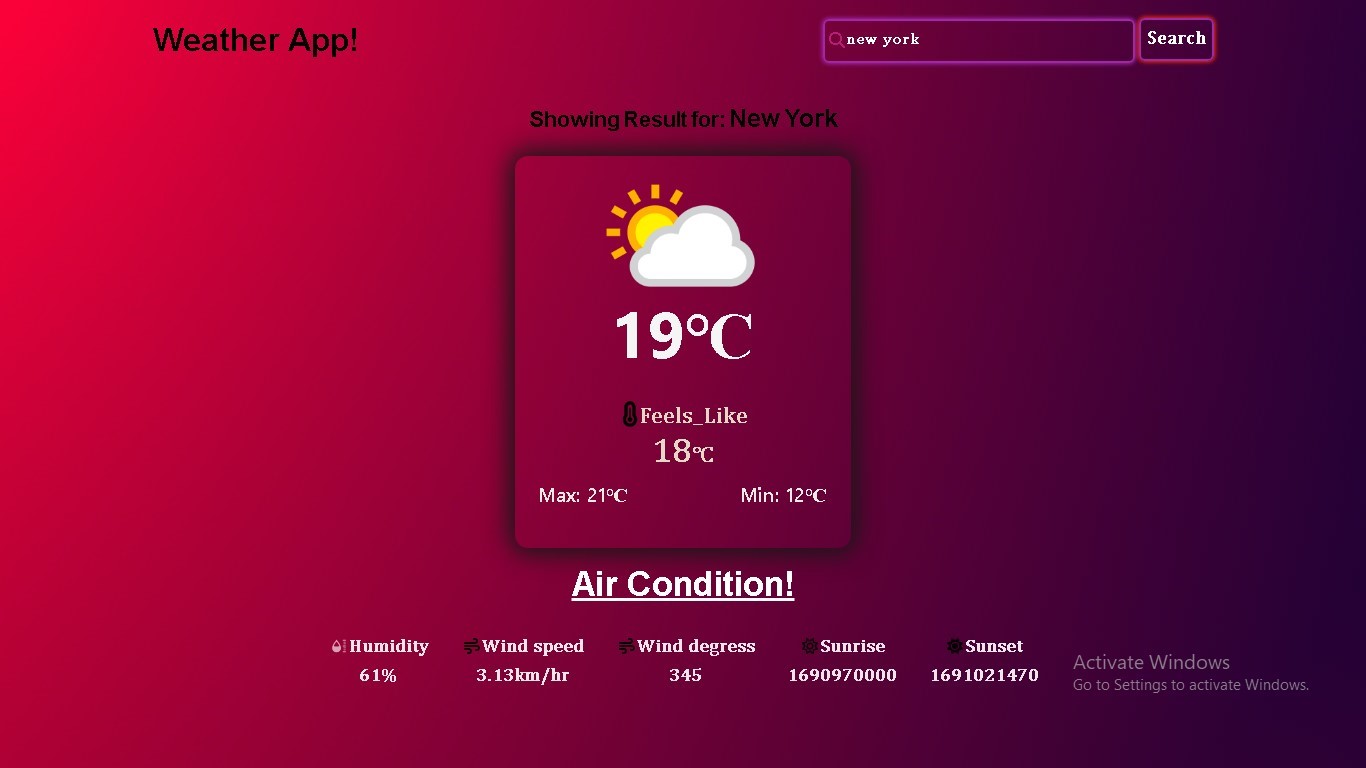 Weather App!
new york
Search
Showing Result for: New York
19°C
Feels_Like
18°C
Max: 21°C
Min: 12°C
Air Condition!
Humidity
Wind speed
Wind degress
Sunrise
Sunset
61%
3.13km/hr
345
1690970000
1691021470
Activate Windows
Go to Settings to activate Windows.